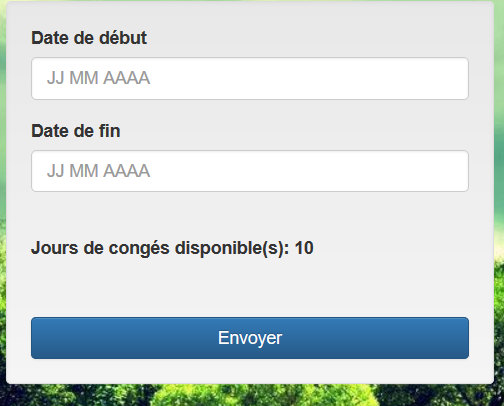 Date de début
JJ MM AAAA
Date de fin
JJ MM AAAA
Jours de congés disponible(s): 10
Envoyer